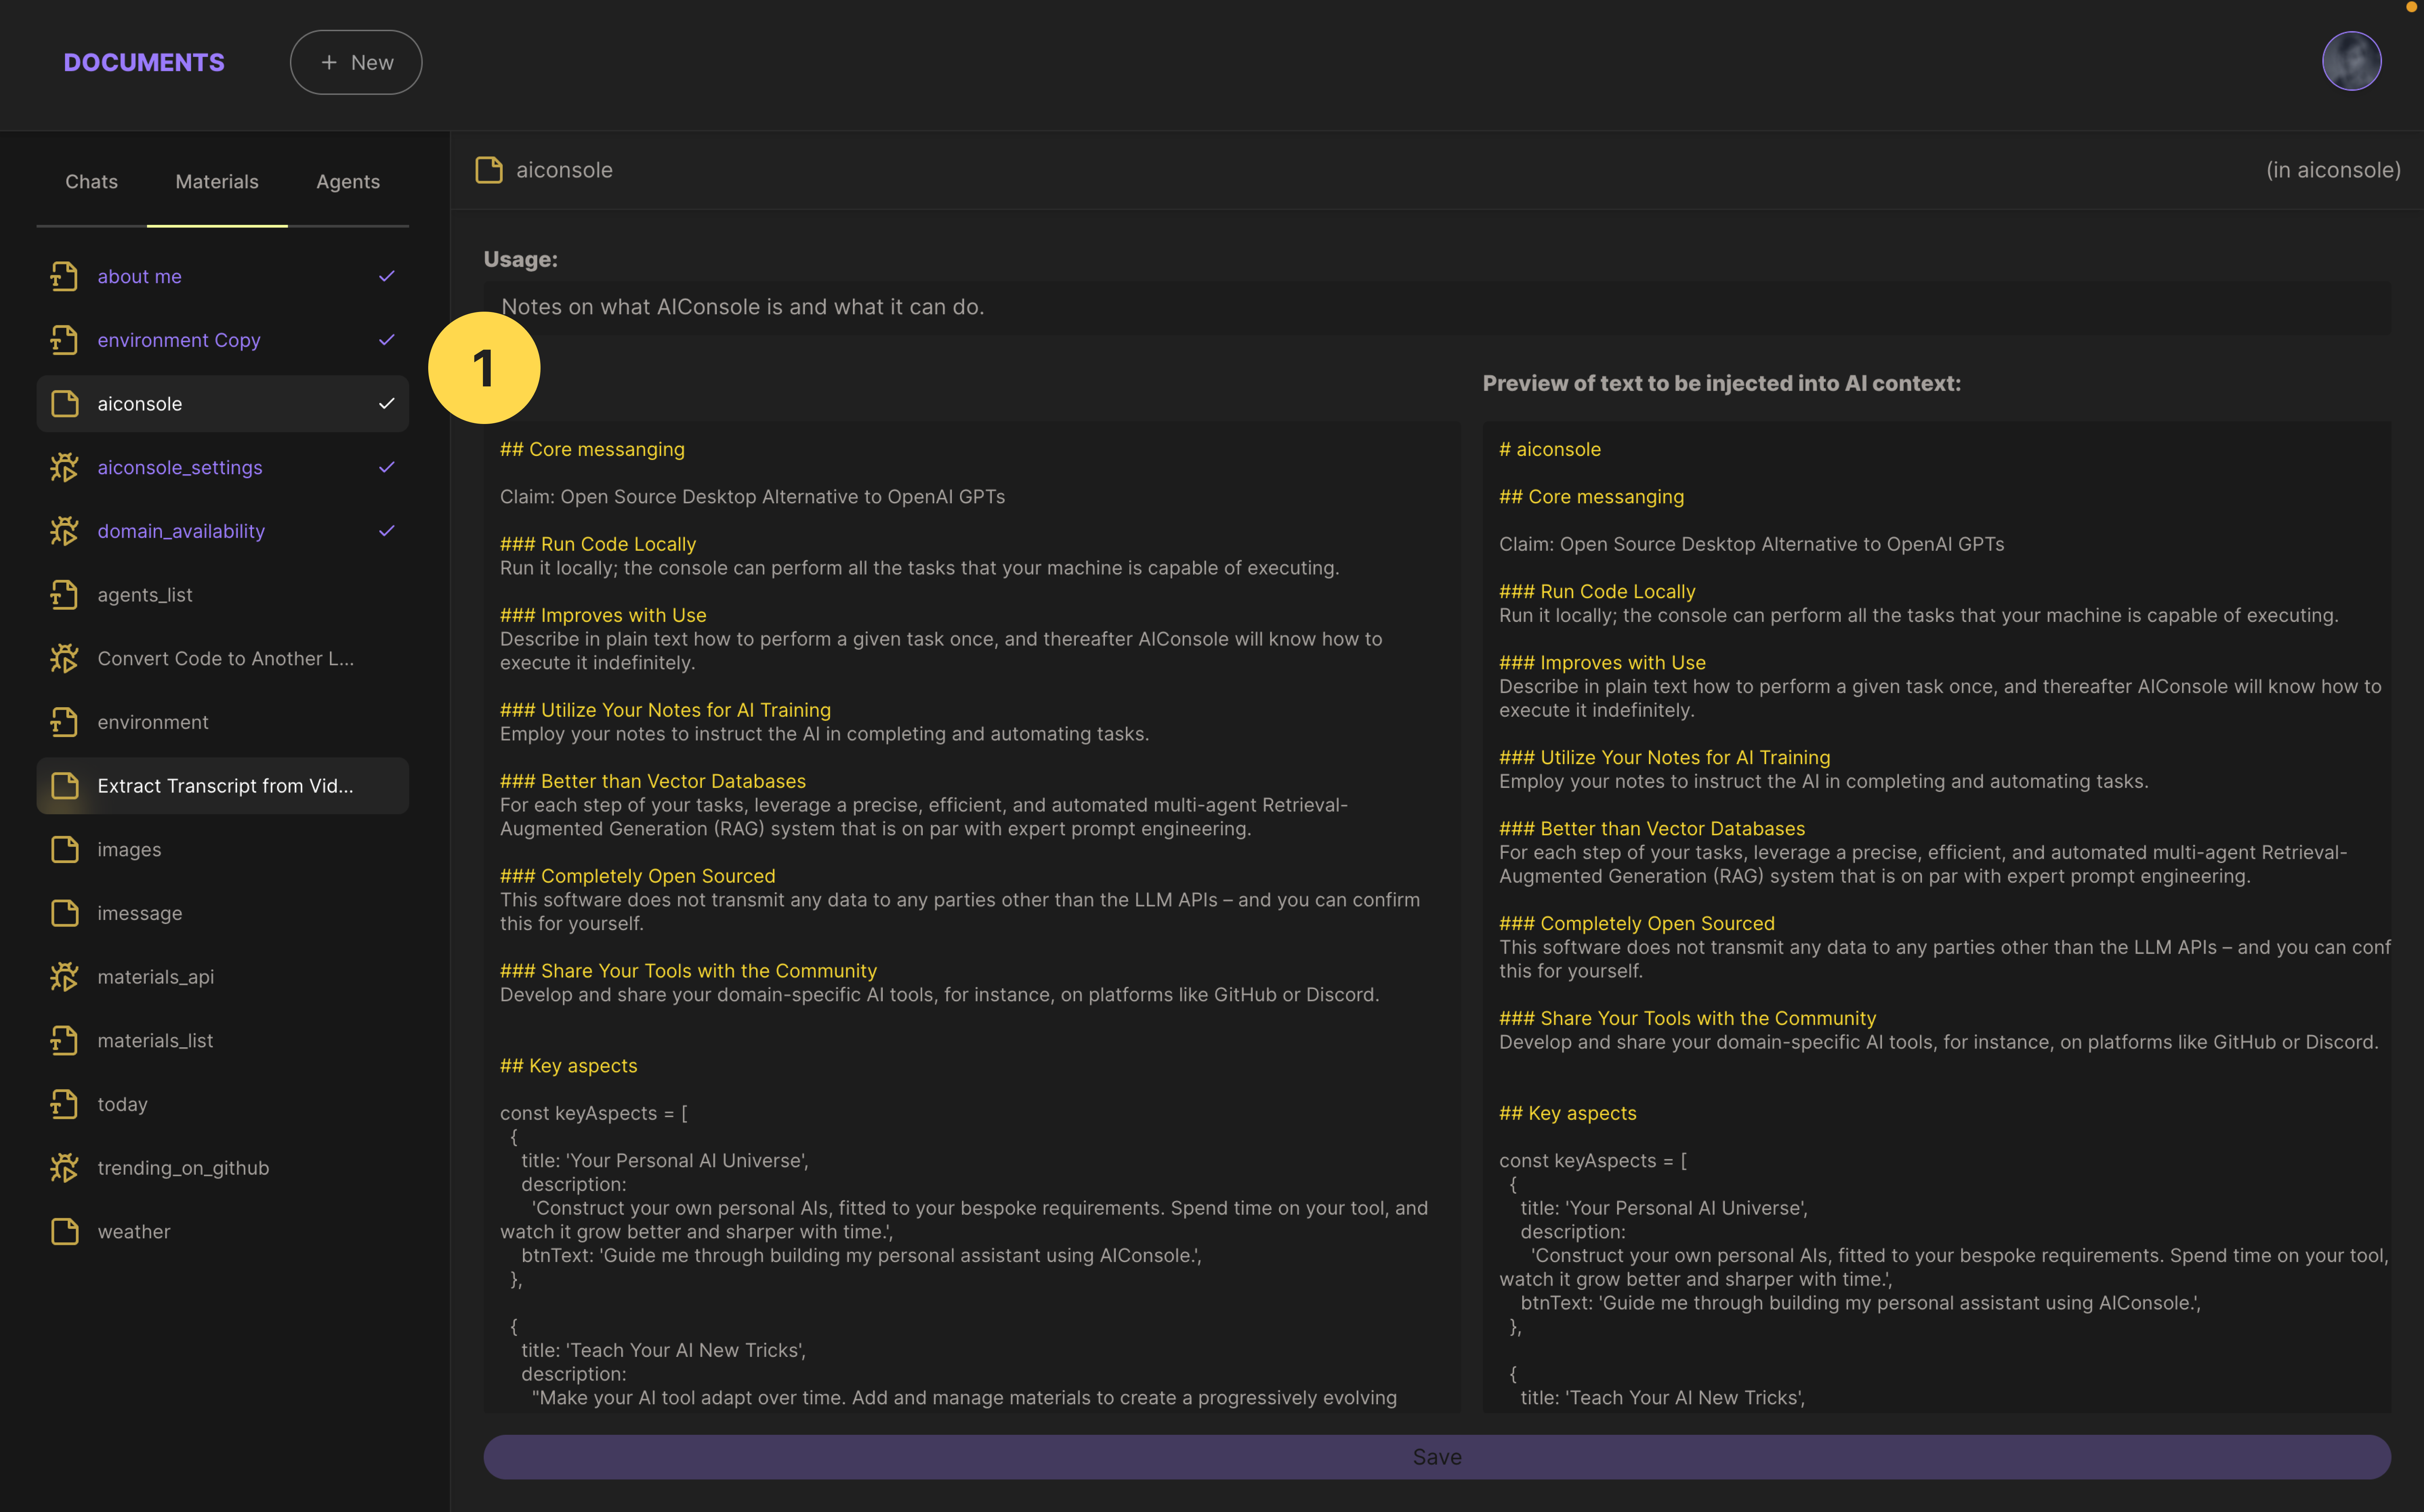 DOCUMENTS
+ New
Chats
Materials
Agents
about me
environment Copy
aiconsole
aiconsole_settings
domain_availability
agents_list
Convert Code to Another L...
environment
Extract Transcript from Vid...
images
imessage
materials_api
materials_list
today
trending_on_github
weather
aiconsole
(in aiconsole)
Usage:
Notes on what AIConsole is and what it can do.
1
## Core messanging
Claim: Open Source Desktop Alternative to OpenAI GPTs
### Run Code Locally
Run it locally; the console can perform all the tasks that your machine is capable of executing.
### Improves with Use
Describe in plain text how to perform a given task once, and thereafter AIConsole will know how to
execute it indefinitely.
### Utilize Your Notes for AI Training
Employ your notes to instruct the AI in completing and automating tasks.
### Better than Vector Databases
For each step of your tasks, leverage a precise, efficient, and automated multi-agent Retrieval-
Augmented Generation (RAG) system that is on par with expert prompt engineering.
### Completely Open Sourced
This software does not transmit any data to any parties other than the LLM APIs – and you can confirm
this for yourself.
### Share Your Tools with the Community
Develop and share your domain-specific AI tools, for instance, on platforms like GitHub or Discord.
## Key aspects
const keyAspects = [
{
title: 'Your Personal AI Universe',
description:
'Construct your own personal AIs, fitted to your bespoke requirements. Spend time on your tool, and
watch it grow better and sharper with time.',
btnText: 'Guide me through building my personal assistant using AIConsole.',
},
{
title: 'Teach Your AI New Tricks',
description:
"Make your AI tool adapt over time. Add and manage materials to create a progressively evolving
Preview of text to be injected into AI context:
# aiconsole
## Core messanging
Claim: Open Source Desktop Alternative to OpenAI GPTs
### Run Code Locally
Run it locally; the console can perform all the tasks that your machine is capable of executing.
### Improves with Use
Describe in plain text how to perform a given task once, and thereafter AIConsole will know how to
execute it indefinitely.
### Utilize Your Notes for AI Training
Employ your notes to instruct the AI in completing and automating tasks.
### Better than Vector Databases
For each step of your tasks, leverage a precise, efficient, and automated multi-agent Retrieval-
Augmented Generation (RAG) system that is on par with expert prompt engineering.
### Completely Open Sourced
This software does not transmit any data to any parties other than the LLM APIs – and you can conf
this for yourself.
### Share Your Tools with the Community
Develop and share your domain-specific AI tools, for instance, on platforms like GitHub or Discord.
## Key aspects
const keyAspects = [
{
title: 'Your Personal AI Universe',
description:
'Construct your own personal AIs, fitted to your bespoke requirements. Spend time on your tool,
watch it grow better and sharper with time.',
btnText: 'Guide me through building my personal assistant using AIConsole.',
},
{
title: 'Teach Your AI New Tricks',
Save